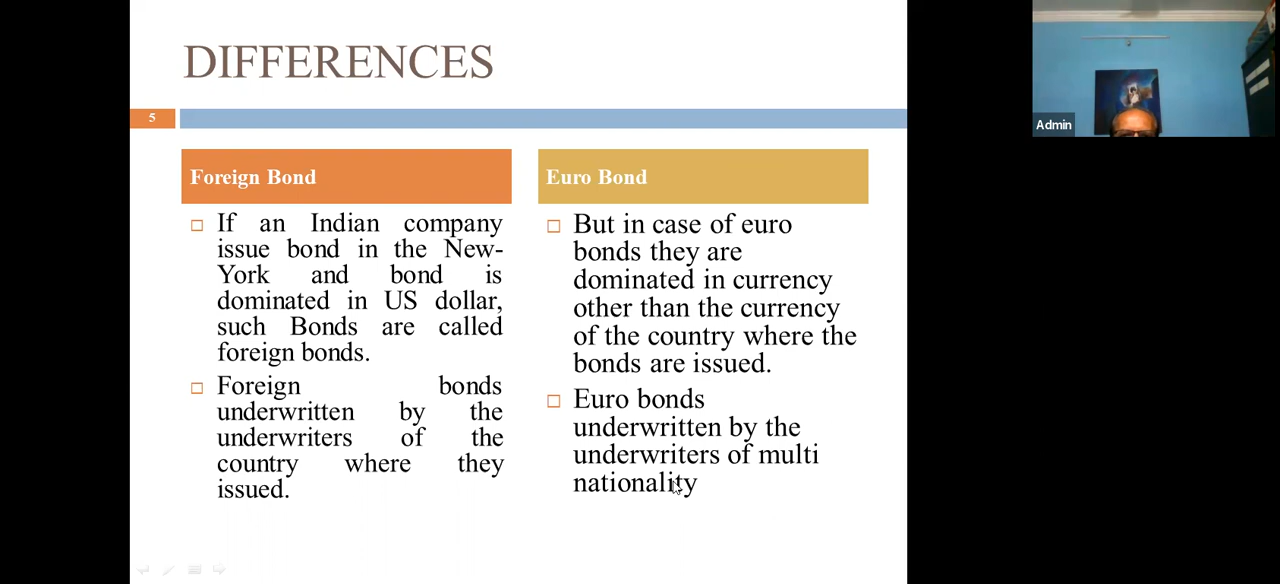 DIFFERENCES
5
Foreign Bond
If an Indian company
issue bond in the New-
York and bond is
dominated in US dollar,
such Bonds are called
foreign bonds.
Foreign bonds
underwritten by the
underwriters of the
country where they
issued.
Euro Bond
But in case of euro
bonds they are
dominated in currency
other than the currency
of the country where the
bonds are issued.
Euro bonds
underwritten by the
underwriters of multi
nationality
Admin